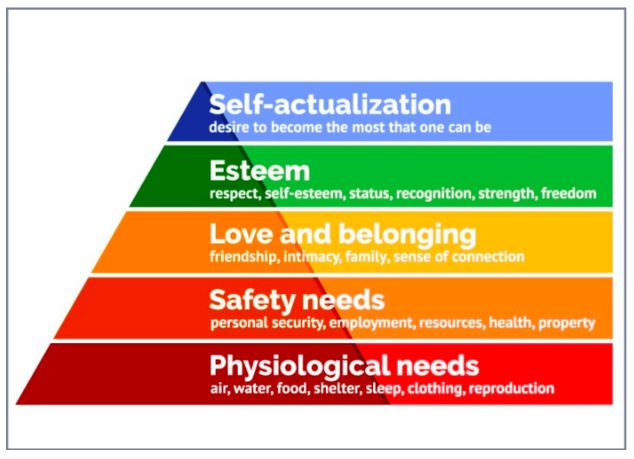 Self-actualization
desire to become the most that one can be
Esteem
respect, self-esteem, status, recognition, strength, freedom
Love and belonging
friendship, intimacy, family, sense of connection
Safety needs
personal security, employment, resources, health, property
Physiological needs
air, water, food, shelter, sleep, clothing, reproduction